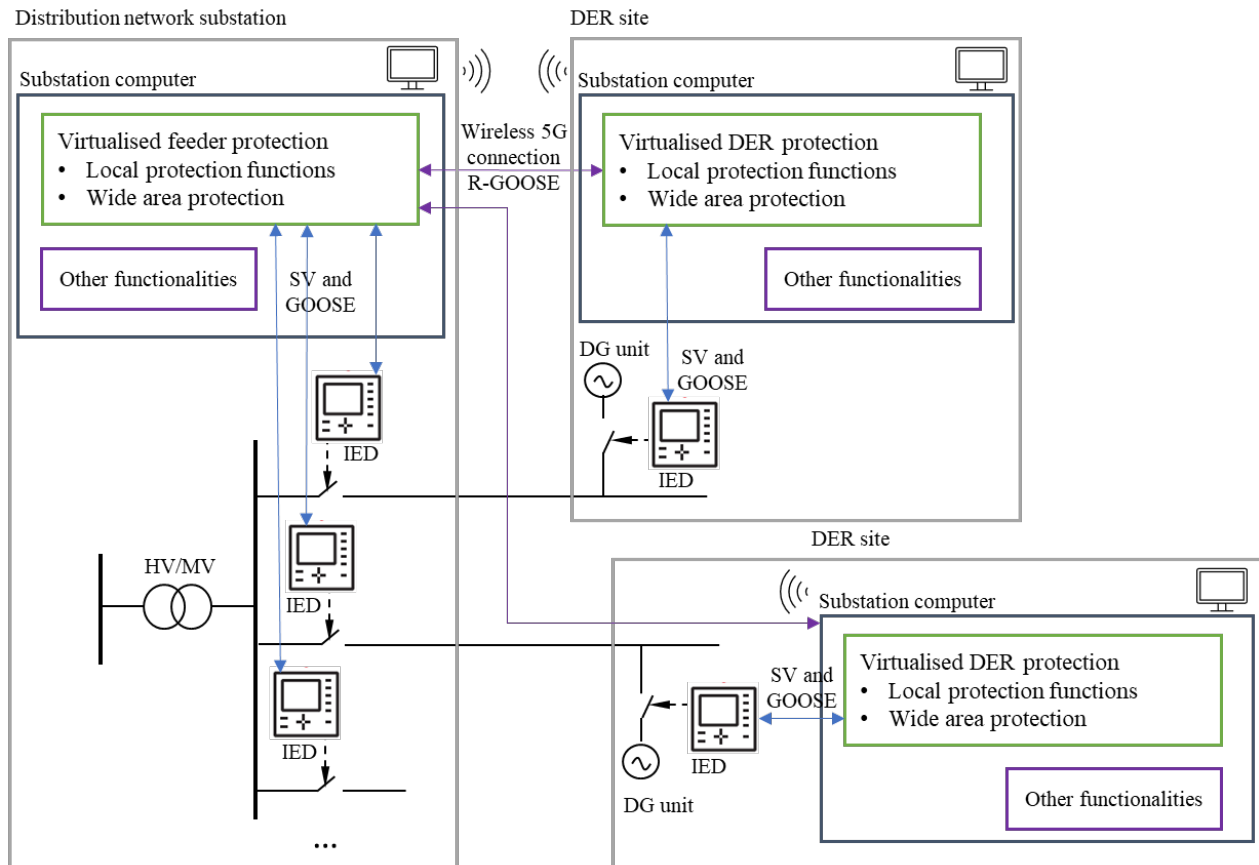 Distribution network substation
Substation computer
Virtualised feeder protection
• Local protection functions
• Wide area protection
Other functionalities
SV and
GOOSE
Wireless 5G
connection
R-GOOSE
DER site
Substation computer
Virtualised DER protection
• Local protection functions
• Wide area protection
Other functionalities
DG unit
SV and
GOOSE
IED
IED
HV/MV
IED
IED
...
DER site
Substation computer
Virtualised DER protection
• Local protection functions
• Wide area protection
SV and
GOOSE
IED
DG unit
Other functionalities